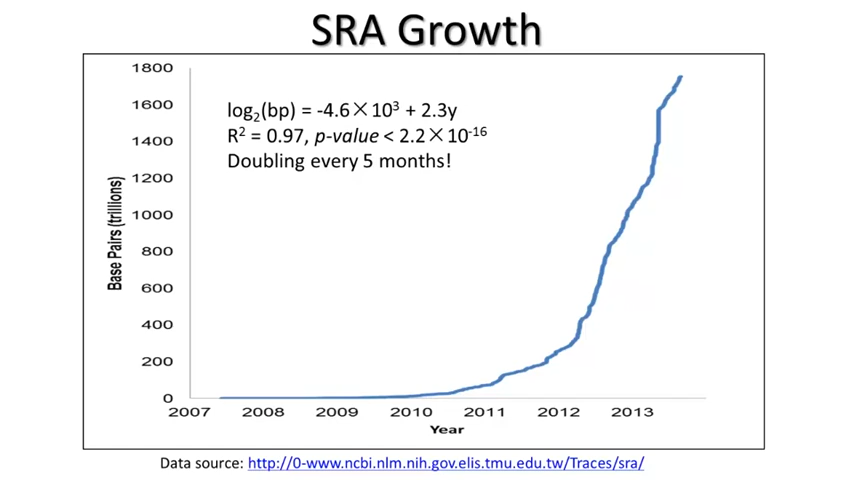 SRA Growth
1800
1600
1400
1200
1000
800
600
400
200
0
Base Pairs (trillions)
log₂(bp) = -4.6×10³ + 2.3y
R² = 0.97, p-value < 2.2×10⁻¹⁶
Doubling every 5 months!
2007 2008 2009 2010 2011 2012 2013
Year
Data source: http://0-www.ncbi.nlm.nih.gov.elis.tmu.edu.tw/Traces/sra/